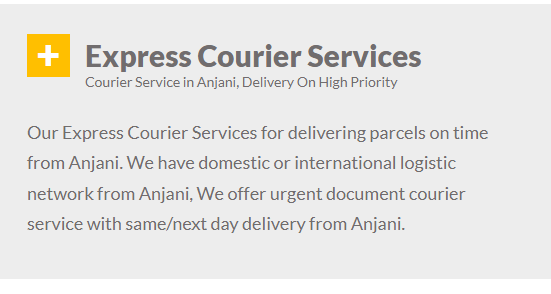 Express Courier Services
Courier Service in Anjani, Delivery On High Priority
Our Express Courier Services for delivering parcels on time
from Anjani. We have domestic or international logistic
network from Anjani, We offer urgent document courier
service with same/next day delivery from Anjani.